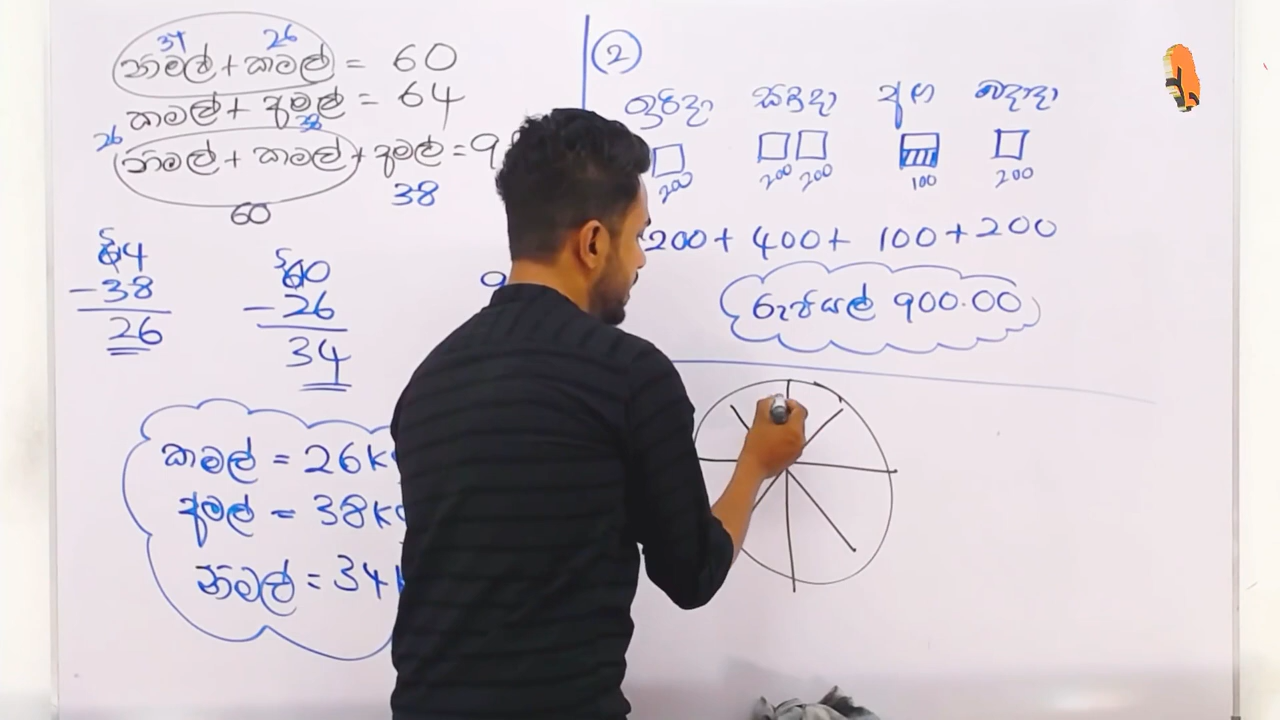 34 26
නිමල් + කමල් = 60
කමල් + අමල් = 64
26 38
නිමල් + කමල් + අමල් = 9
60 38
64
- 38
26
60
- 26
34
කමල් = 26k
අමල් = 38k
නිමල් = 34
2
ඉරිදා සඳුදා අඟ බදාදා
200 200 200 100 200
200 + 400 + 100 + 200
රුපියල් 900.00